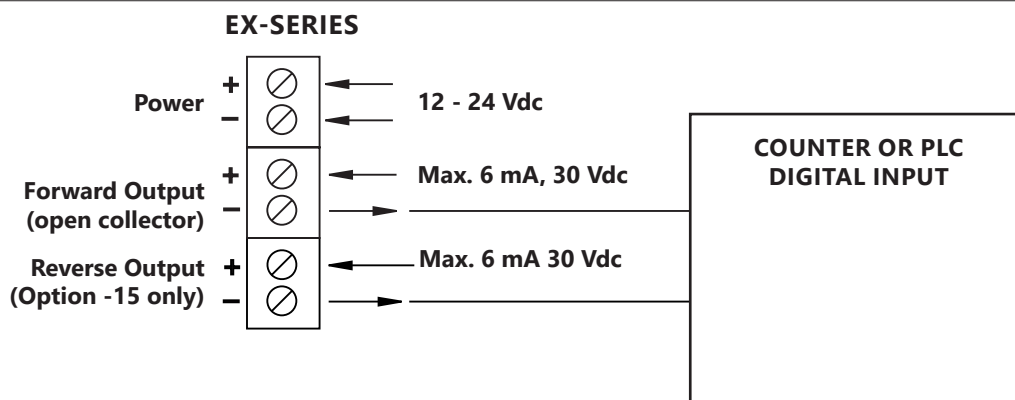 EX-SERIES
Power
+
−
12 - 24 Vdc
Forward Output
(open collector)
+
−
Max. 6 mA, 30 Vdc
Reverse Output
(Option -15 only)
+
−
Max. 6 mA 30 Vdc
COUNTER OR PLC
DIGITAL INPUT